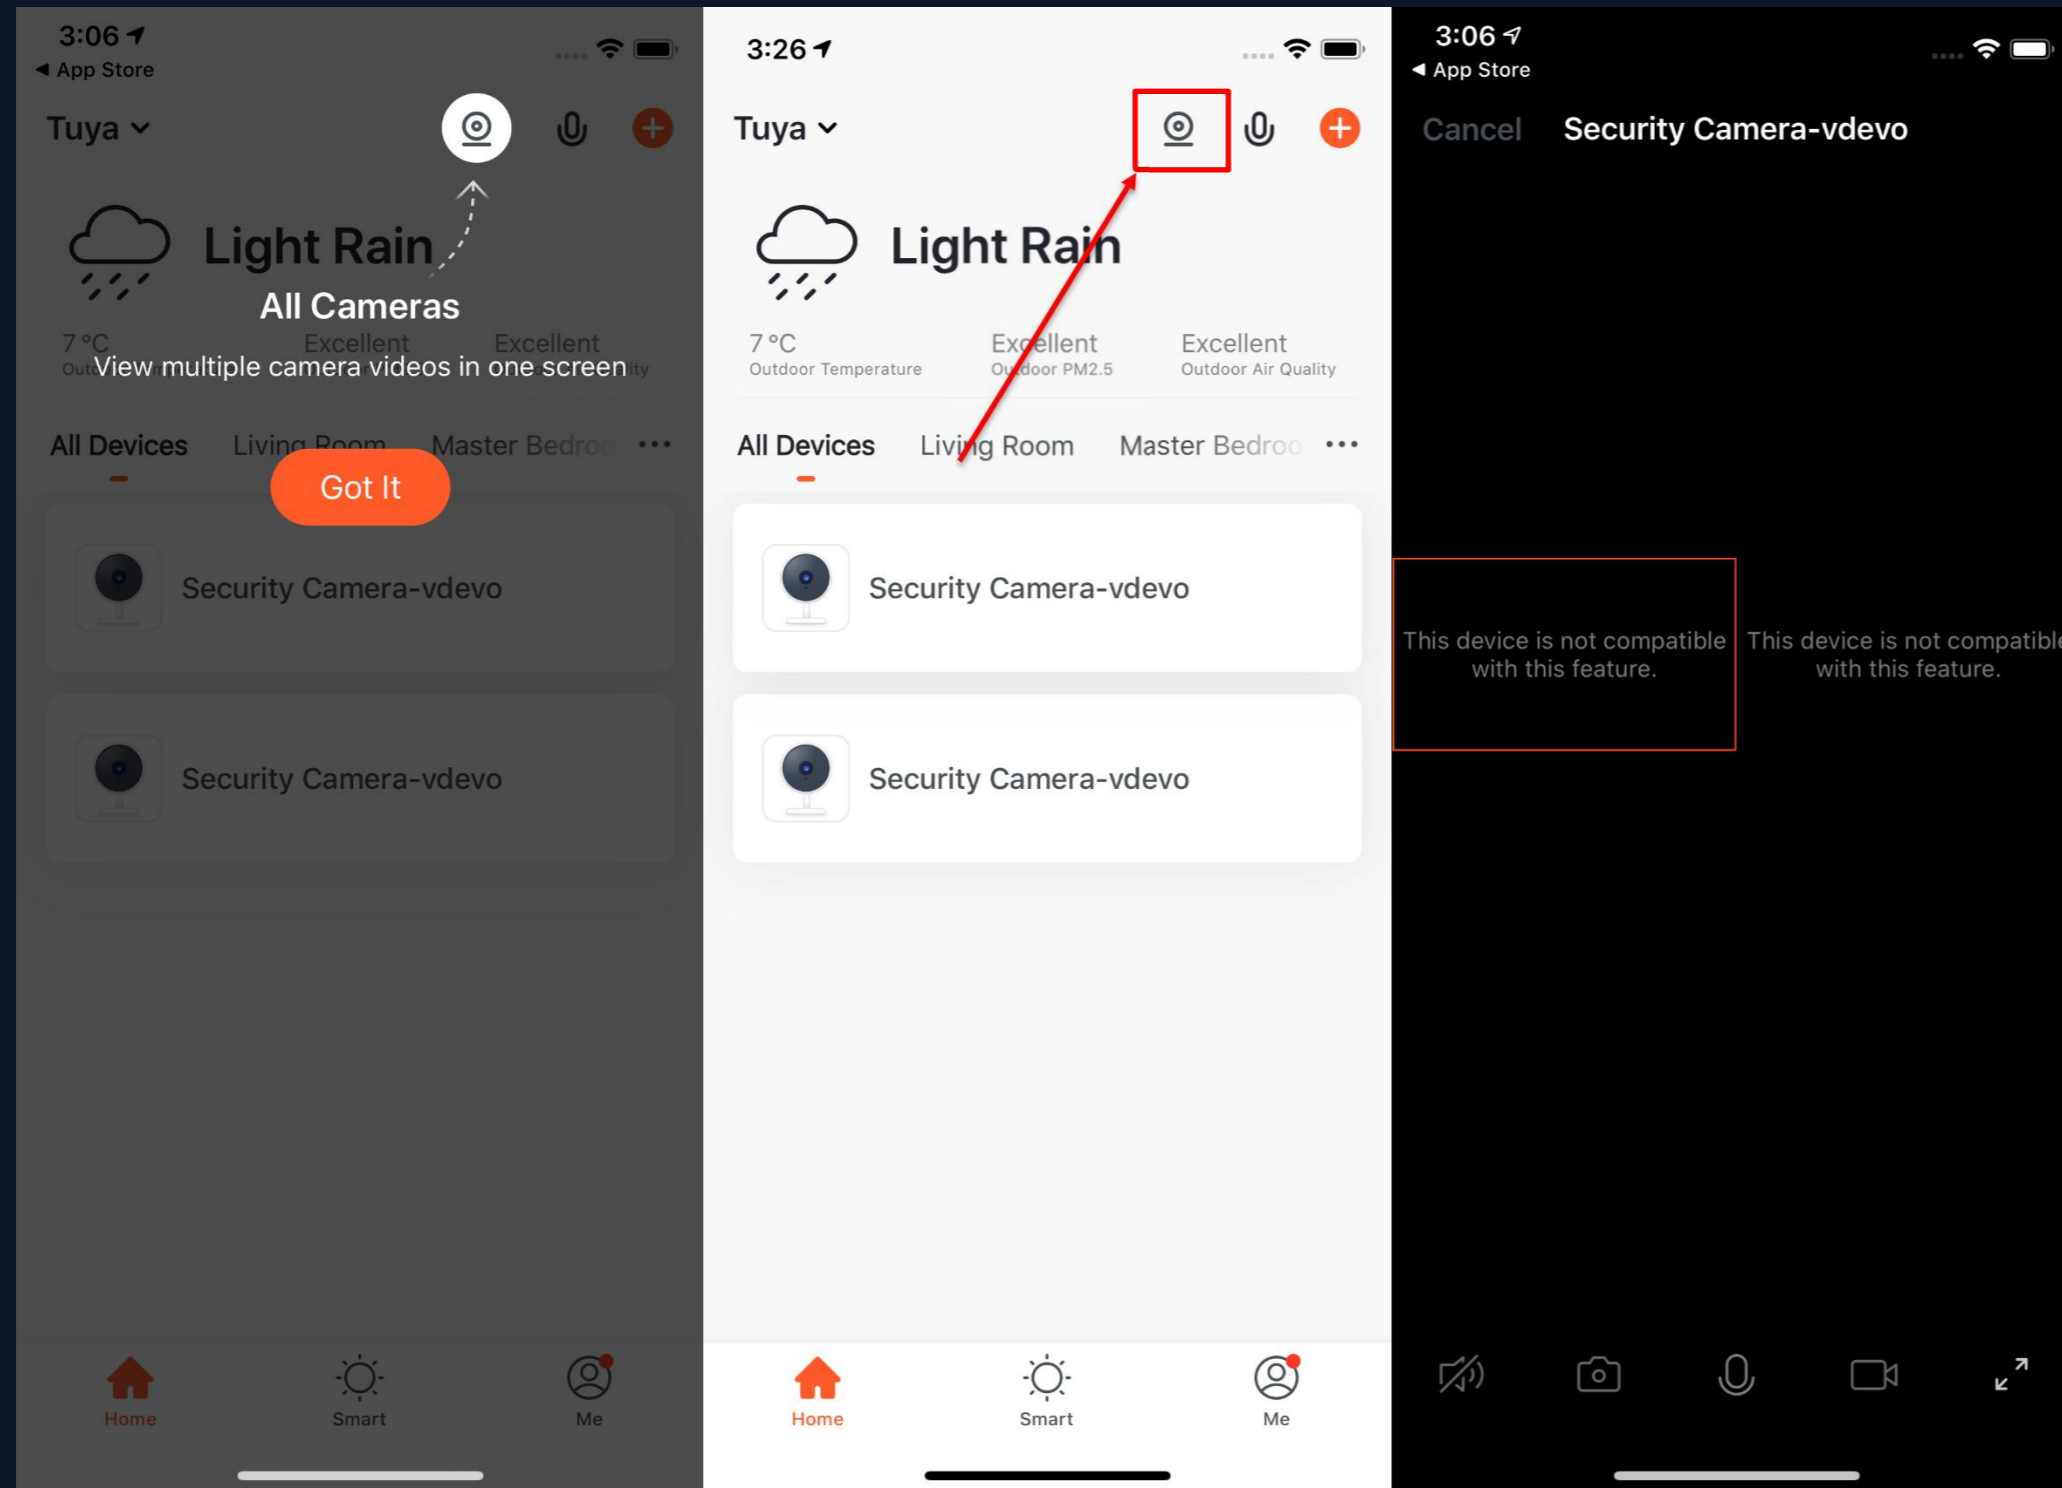 3:06
App Store
Tuya
Light Rain
All Cameras
7 °C Excellent Excellent
View multiple camera videos in one screen
All Devices Living Room Master Bedroo
Got It
Security Camera-vdevo
Security Camera-vdevo
Home Smart Me
3:26
Tuya
Light Rain
7 °C Excellent Excellent
Outdoor Temperature Outdoor PM2.5 Outdoor Air Quality
All Devices Living Room Master Bedroo
Security Camera-vdevo
Security Camera-vdevo
Home Smart Me
3:06
App Store
Cancel Security Camera-vdevo
This device is not compatible
with this feature.
This device is not compatible
with this feature.